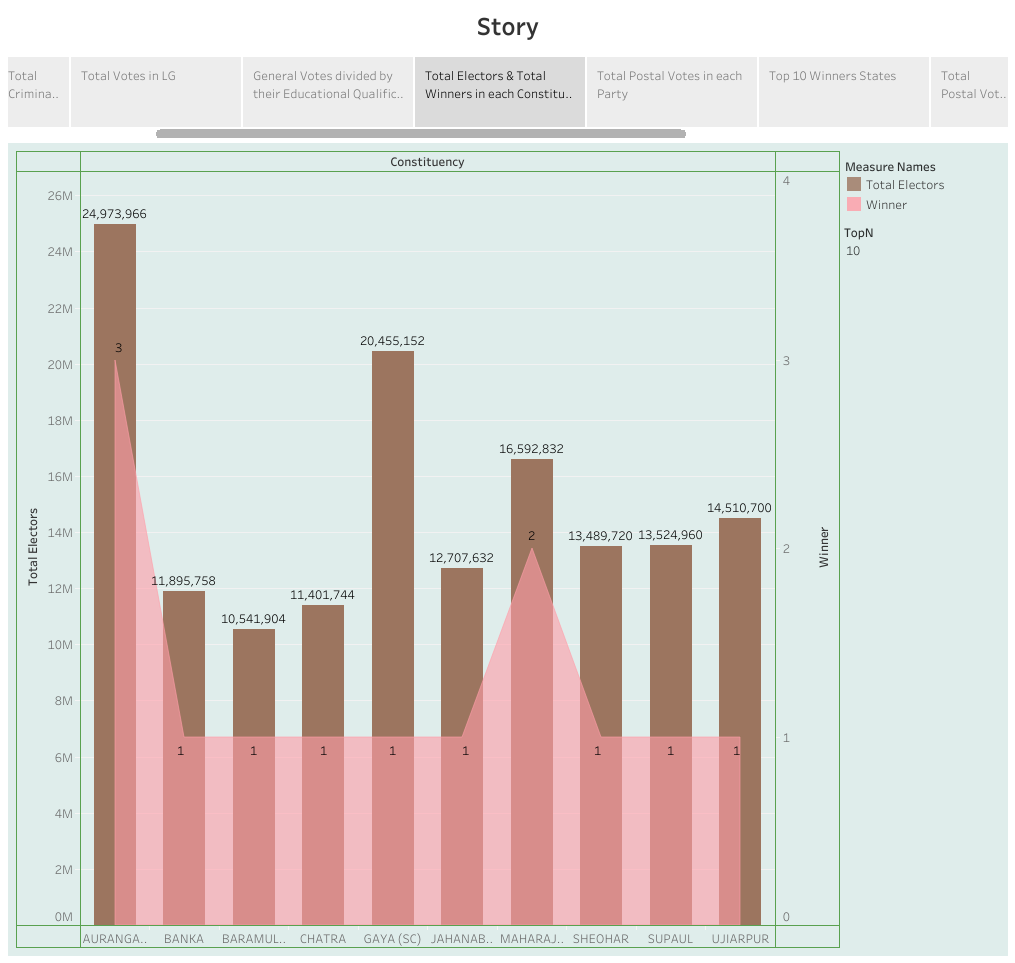 Story
Total
Crimina..
Total Votes in LG
General Votes divided by
their Educational Qualific..
Total Electors & Total
Winners in each Constitu..
Total Postal Votes in each
Party
Top 10 Winners States
Total
Postal Vot..
Constituency
Measure Names
Total Electors
Winner
TopN
10
26M
24M
22M
20M
18M
16M
14M
12M
10M
8M
6M
4M
2M
0M
Total Electors
24,973,966
11,895,758
10,541,904
11,401,744
20,455,152
12,707,632
16,592,832
13,489,720
13,524,960
14,510,700
3
1
1
1
1
1
2
1
1
1
4
3
2
1
0
Winner
AURANGA..
BANKA
BARAMUL..
CHATRA
GAYA (SC)
JAHANAB..
MAHARAJ..
SHEOHAR
SUPAUL
UJIARPUR